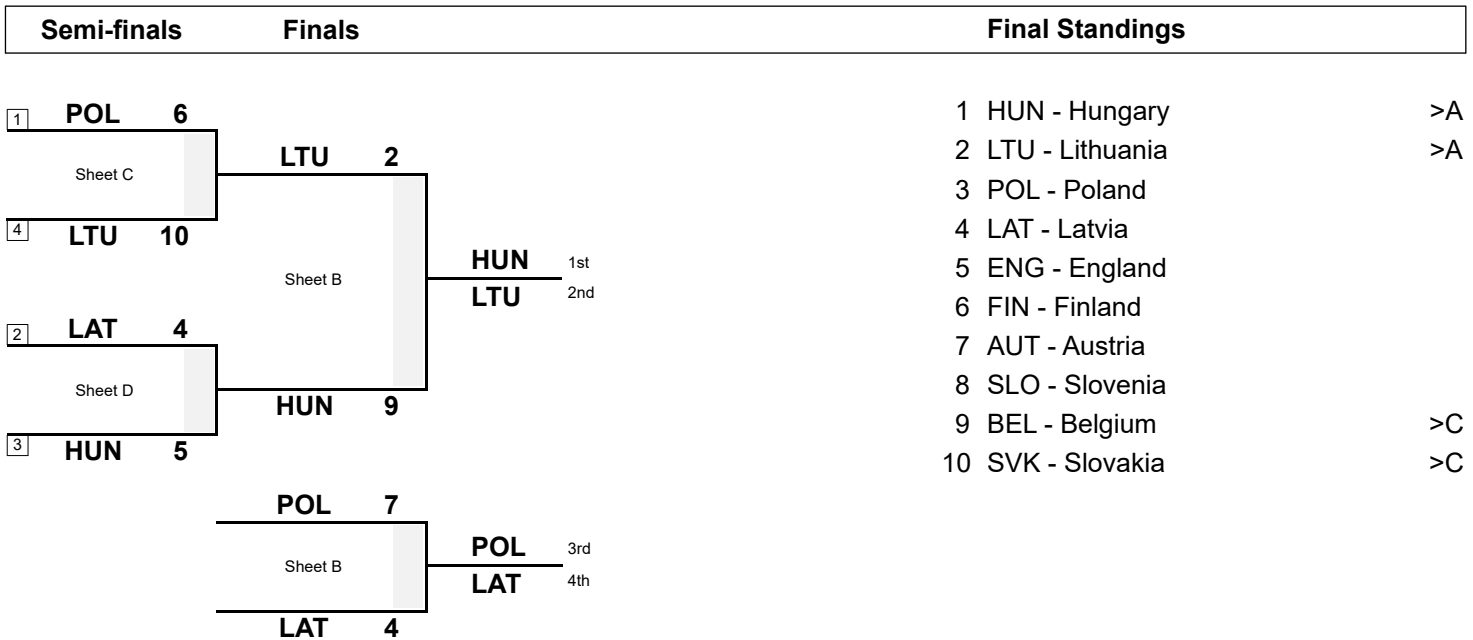 Semi-finals Finals Final Standings
1 POL 6
Sheet C
4 LTU 10
LTU 2
Sheet B
HUN 9
HUN 1st
LTU 2nd
2 LAT 4
Sheet D
3 HUN 5
POL 7
Sheet B
LAT 4
POL 3rd
LAT 4th
1 HUN - Hungary >A
2 LTU - Lithuania >A
3 POL - Poland
4 LAT - Latvia
5 ENG - England
6 FIN - Finland
7 AUT - Austria
8 SLO - Slovenia
9 BEL - Belgium >C
10 SVK - Slovakia >C